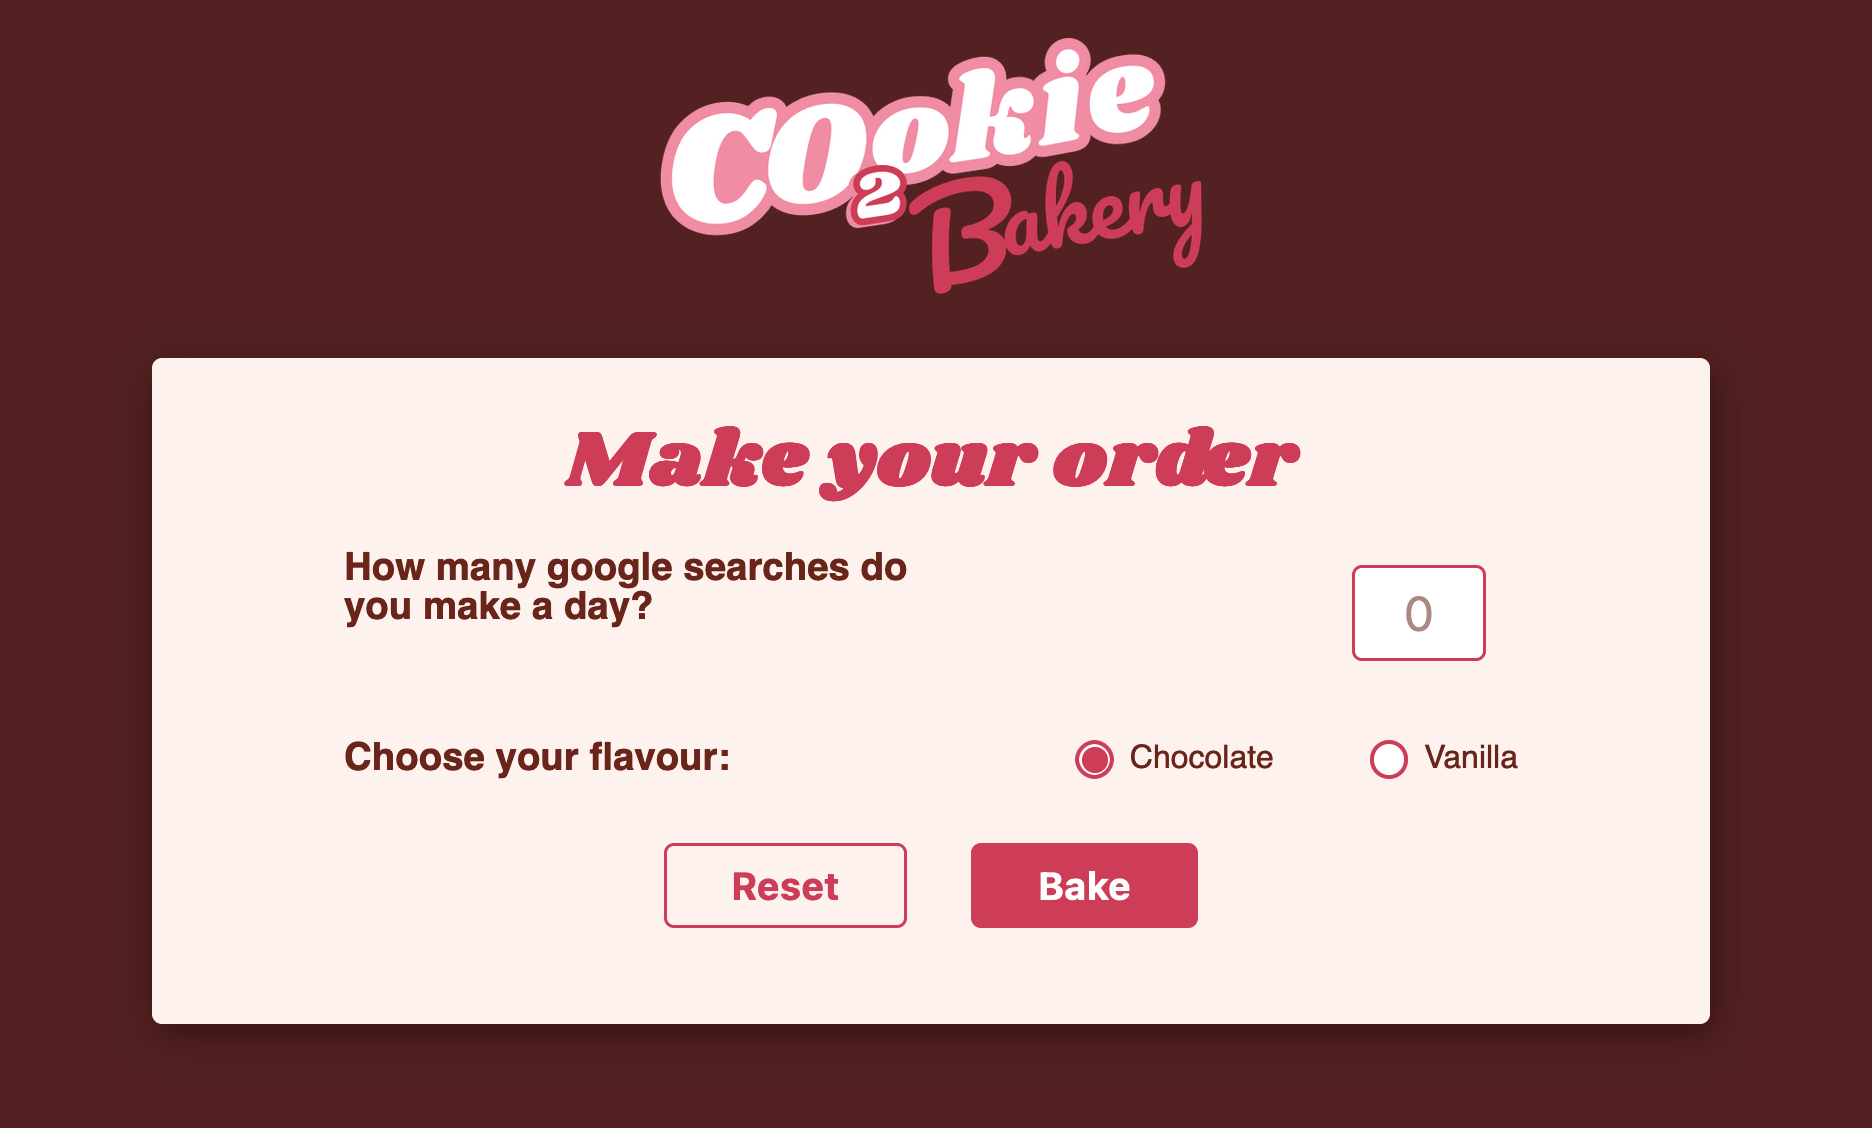 COokie
2 Bakery
Make your order
How many google searches do
you make a day?
0
Choose your flavour:
Chocolate
Vanilla
Reset
Bake